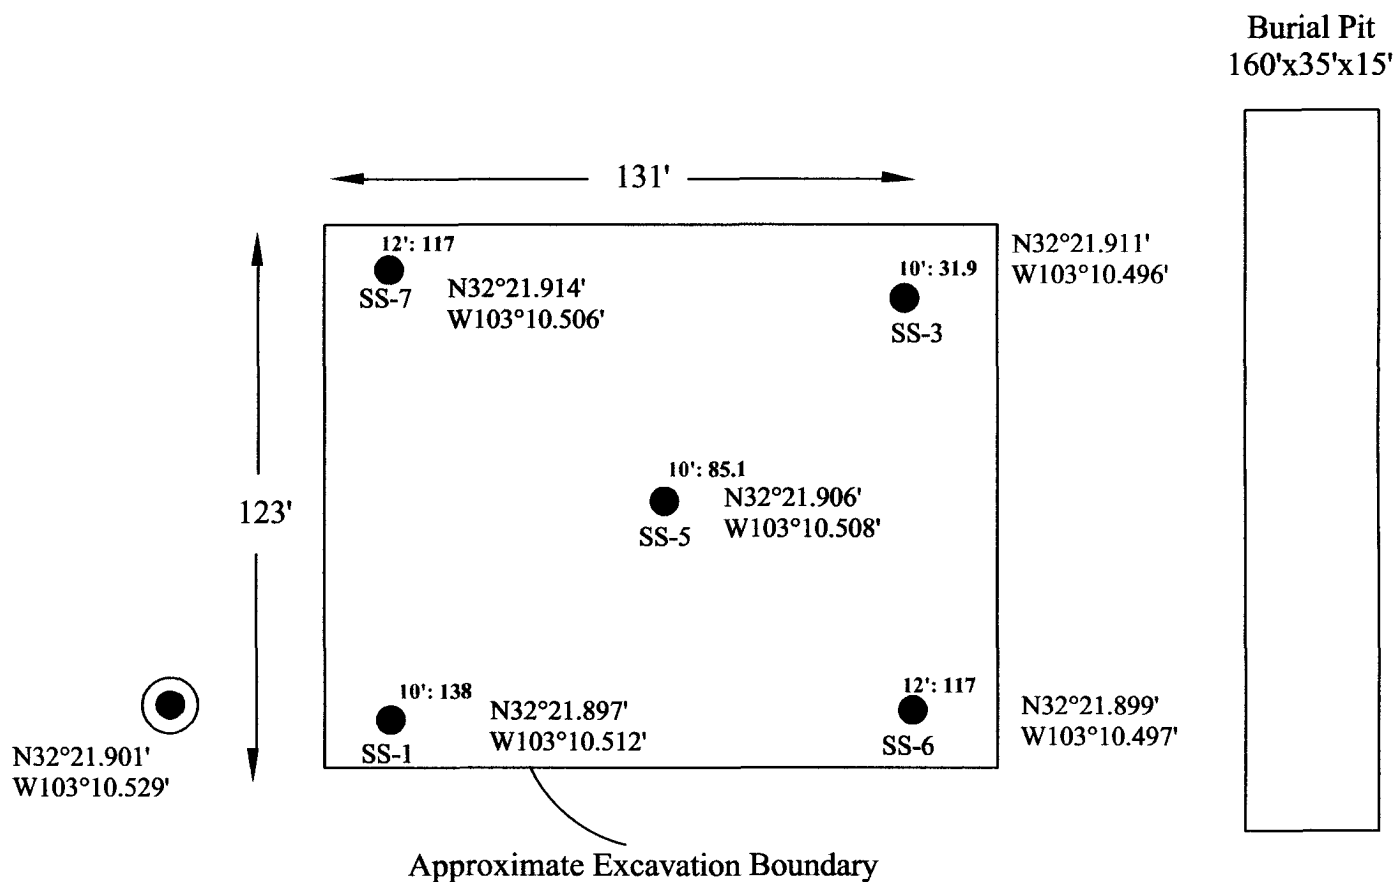 Burial Pit
160'x35'x15'
131'
12': 117
SS-7
N32°21.914'
W103°10.506'
10': 31.9
SS-3
N32°21.911'
W103°10.496'
123'
10': 85.1
SS-5
N32°21.906'
W103°10.508'
10': 138
SS-1
N32°21.897'
W103°10.512'
12': 117
SS-6
N32°21.899'
W103°10.497'
N32°21.901'
W103°10.529'
Approximate Excavation Boundary